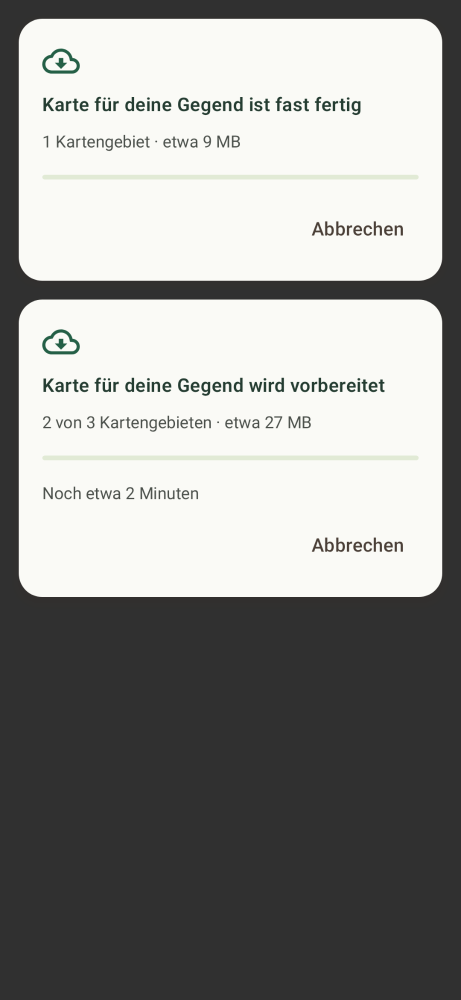 Karte für deine Gegend ist fast fertig
1 Kartengebiet · etwa 9 MB
Abbrechen
Karte für deine Gegend wird vorbereitet
2 von 3 Kartengebieten · etwa 27 MB
Noch etwa 2 Minuten
Abbrechen